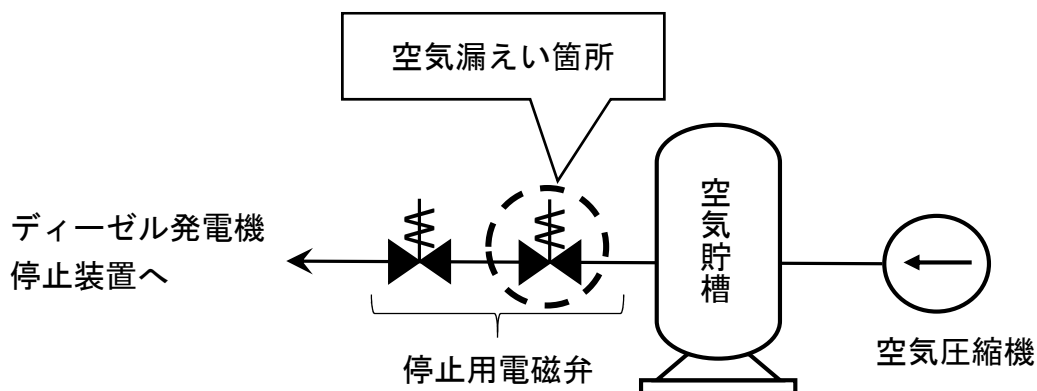 空気漏えい箇所
ディーゼル発電機
停止装置へ
空気貯槽
停止用電磁弁
空気圧縮機